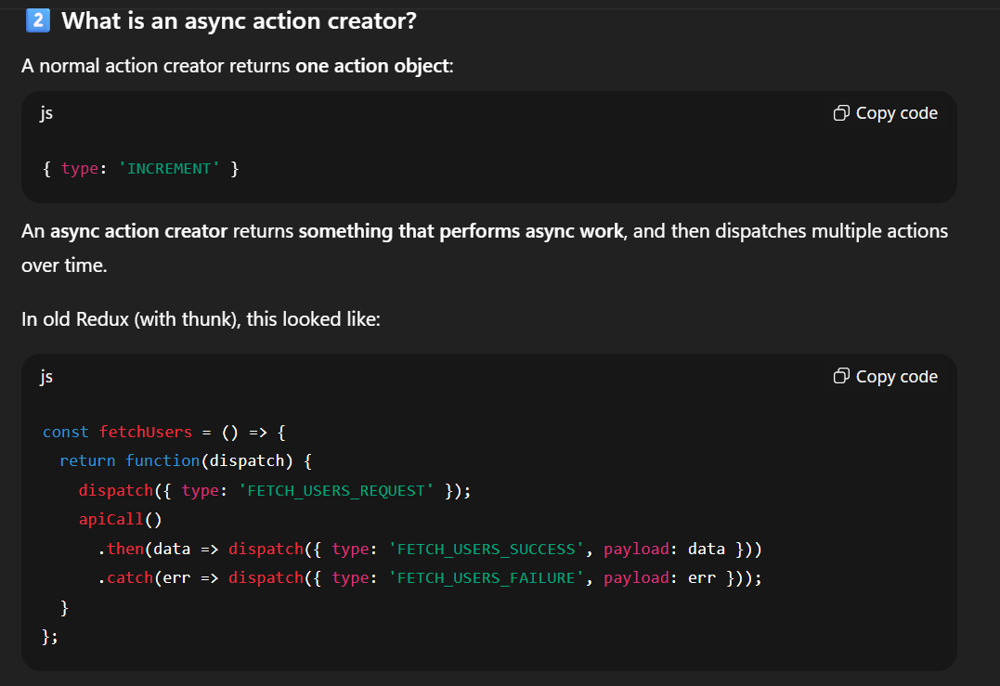 2 What is an async action creator?
A normal action creator returns one action object:
js
Copy code
{ type: 'INCREMENT' }
An async action creator returns something that performs async work, and then dispatches multiple actions
over time.
In old Redux (with thunk), this looked like:
js
Copy code
const fetchUsers = () => {
  return function(dispatch) {
    dispatch({ type: 'FETCH_USERS_REQUEST' });
    apiCall()
      .then(data => dispatch({ type: 'FETCH_USERS_SUCCESS', payload: data }))
      .catch(err => dispatch({ type: 'FETCH_USERS_FAILURE', payload: err }));
  }
};